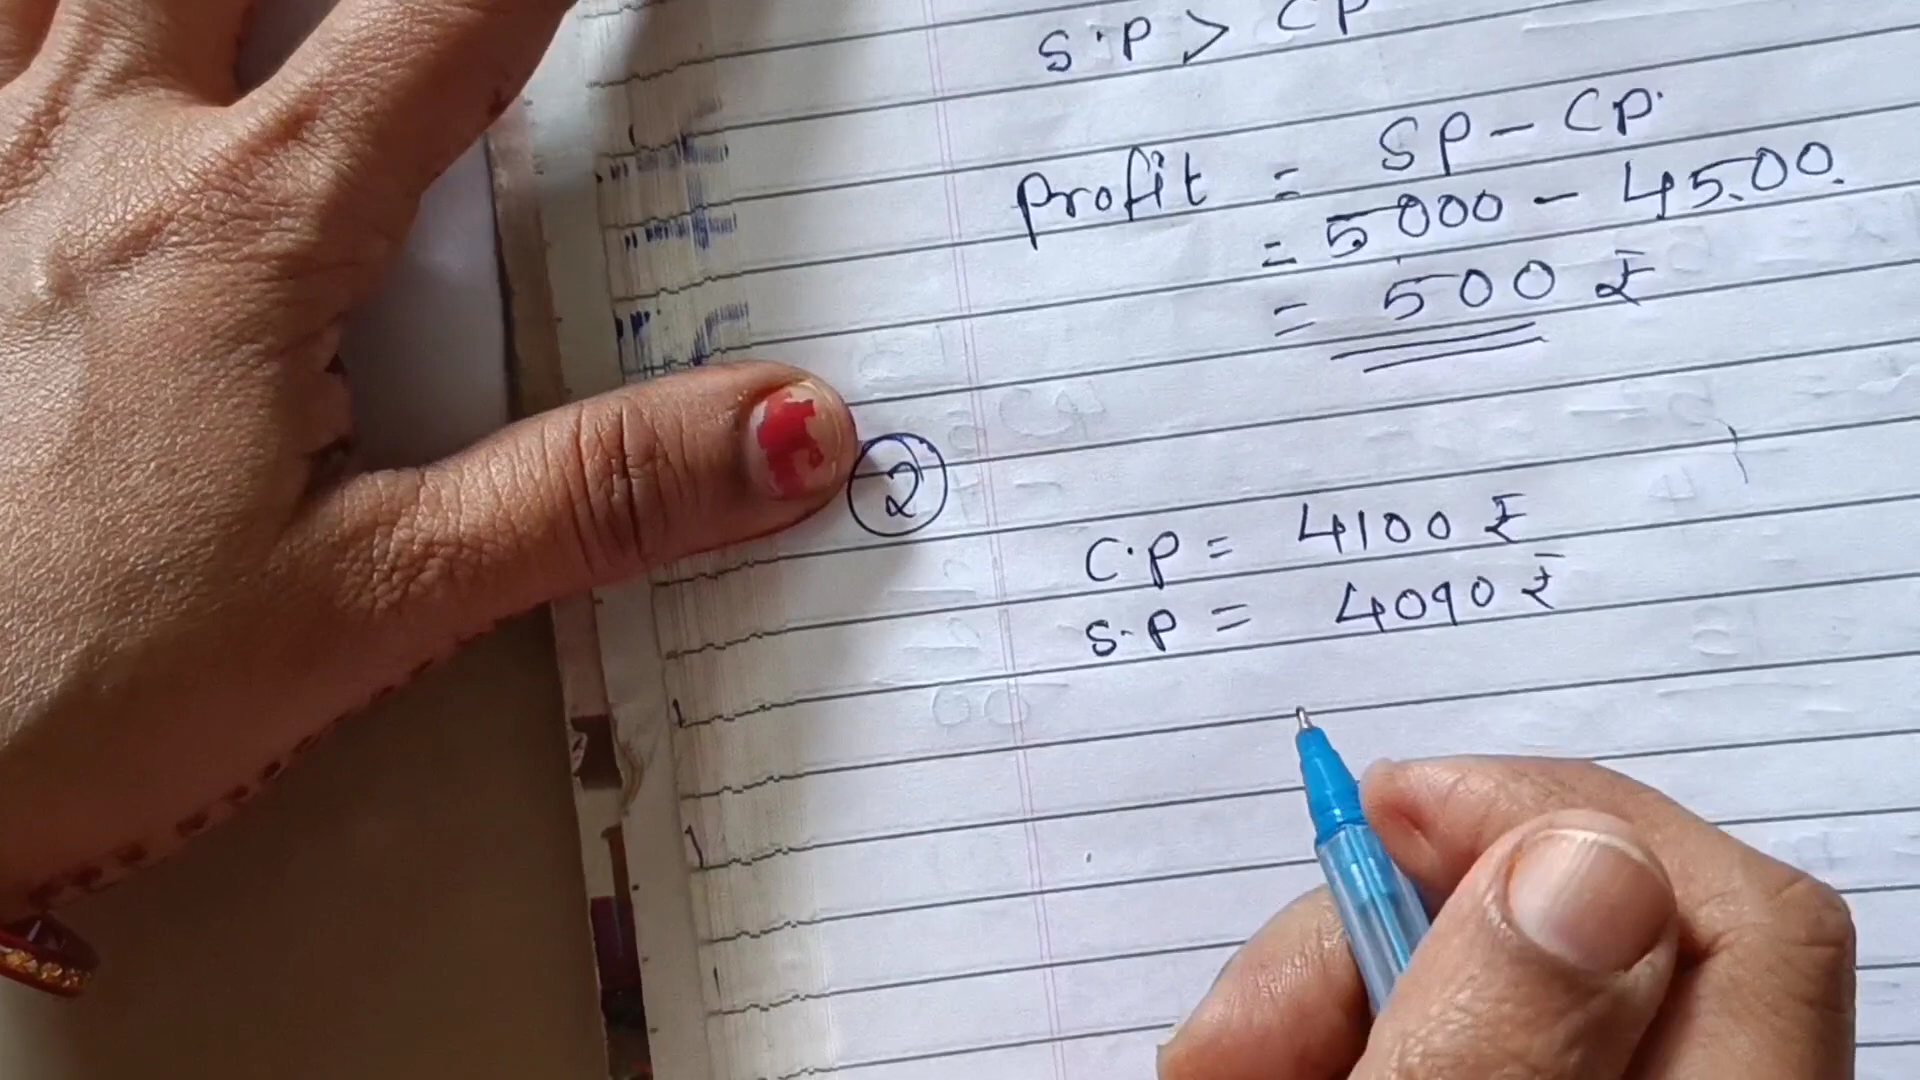 S.P > CP
Profit = SP - CP.
= 5000 - 4500.
= 500 ₹
2
C.P = 4100 ₹
S.P = 4090 ₹